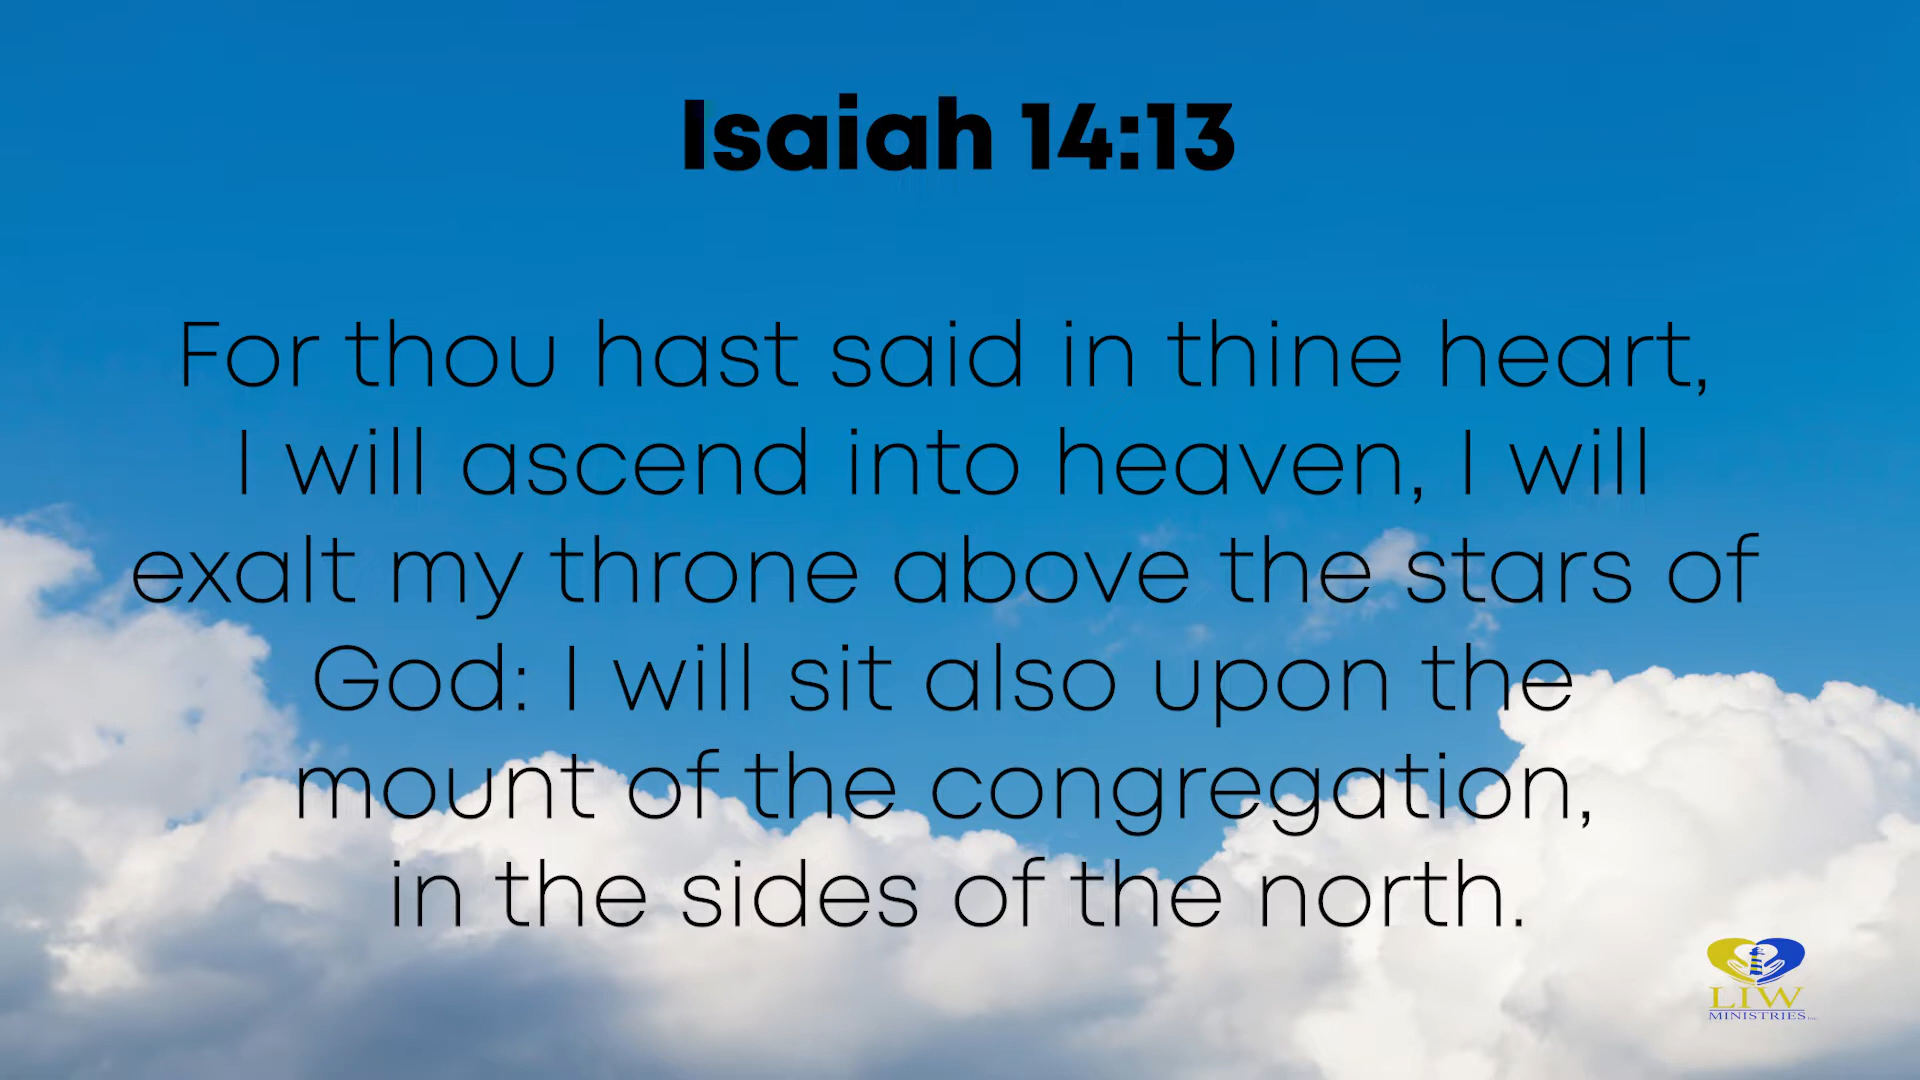 Isaiah 14:13
For thou hast said in thine heart,
I will ascend into heaven, I will
exalt my throne above the stars of
God: I will sit also upon the
mount of the congregation,
in the sides of the north.
LIW
MINISTRIES